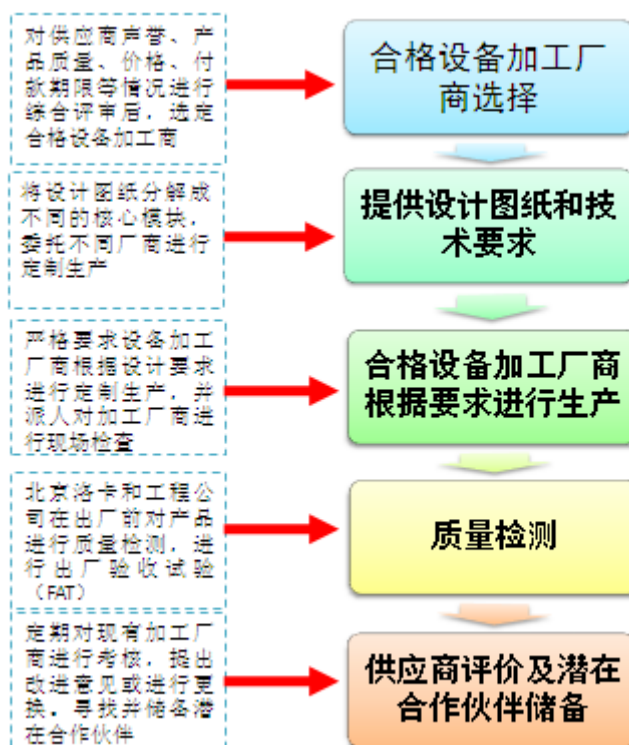 对供应商声誉、产
品质量、价格、付
款期限等情况进行
综合评审后，选定
合格设备加工商
合格设备加工厂
商选择
将设计图纸分解成
不同的核心模块，
委托不同厂商进行
定制生产
提供设计图纸和技
术要求
严格要求设备加工
厂商根据设计要求
进行定制生产，并
派人对加工厂商进
行现场检查
合格设备加工厂商
根据要求进行生产
北京洛卡和工程公
司在出厂前对产品
进行质量检测，进
行出厂验收试验
（FAT）
质量检测
定期对现有加工厂
商进行考核，提出
改进意见或进行更
换，寻找并储备潜
在合作伙伴
供应商评价及潜在
合作伙伴储备